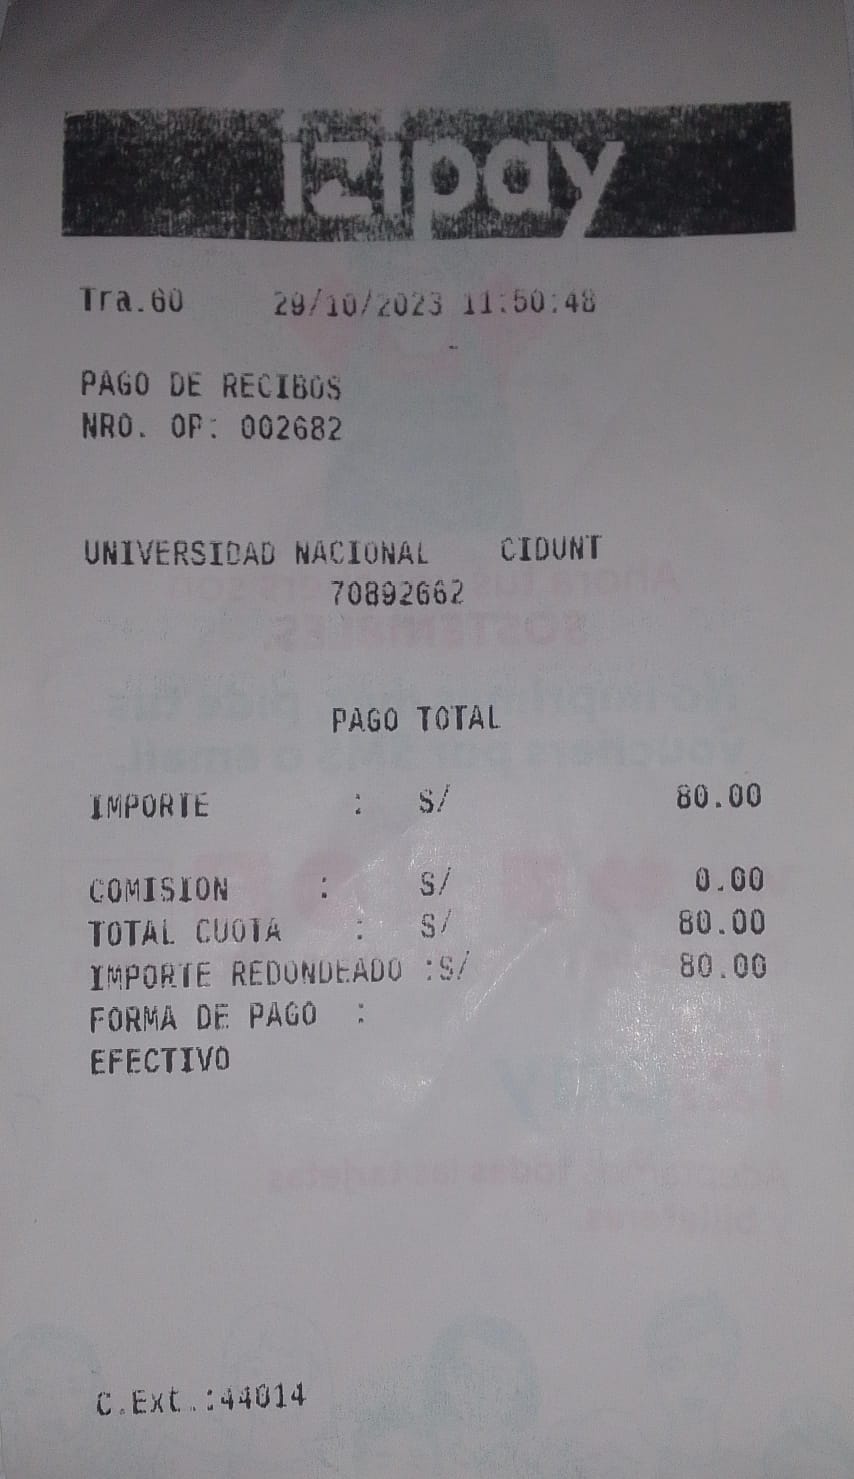 izipay
Tra.60 29/10/2023 11:50:48
PAGO DE RECIBOS
NRO. OP: 002682
UNIVERSIDAD NACIONAL CIDUNT
70892662
PAGO TOTAL
IMPORTE : S/ 80.00
COMISION : S/ 0.00
TOTAL CUOTA : S/ 80.00
IMPORTE REDONDEADO :S/ 80.00
FORMA DE PAGO :
EFECTIVO
C.Ext.:44014